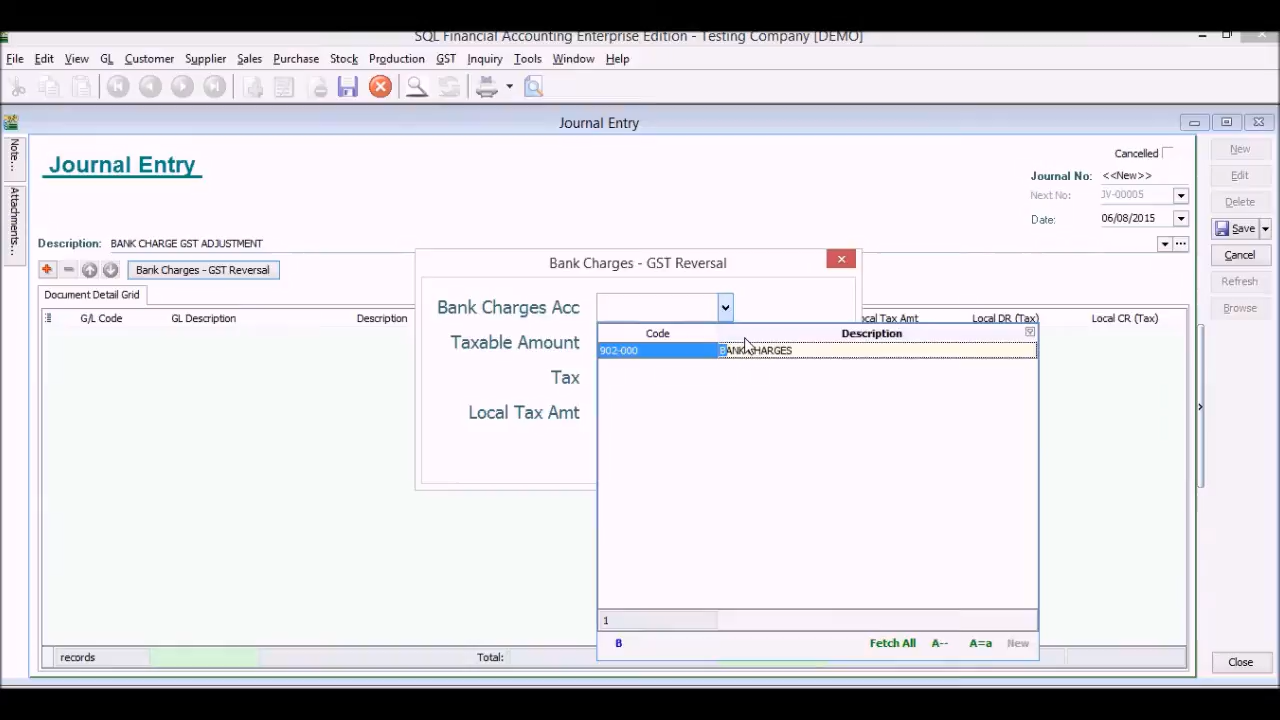 SQL Financial Accounting Enterprise Edition - Testing Company [DEMO]
File Edit View GL Customer Supplier Sales Purchase Stock Production GST Inquiry Tools Window Help
Journal Entry
Note...
Attachments...
Journal Entry
Cancelled
Journal No: <<New>>
Next No: JV-00005
Date: 06/08/2015
Description: BANK CHARGE GST ADJUSTMENT
Bank Charges - GST Reversal
Document Detail Grid
G/L Code GL Description Description Local Tax Amt Local DR (Tax) Local CR (Tax)
Bank Charges - GST Reversal
Bank Charges Acc
Taxable Amount
Tax
Local Tax Amt
Code Description
902-000 BANK CHARGES
1
B Fetch All A-- A=a New
records Total:
New
Edit
Delete
Save
Cancel
Refresh
Browse
Close